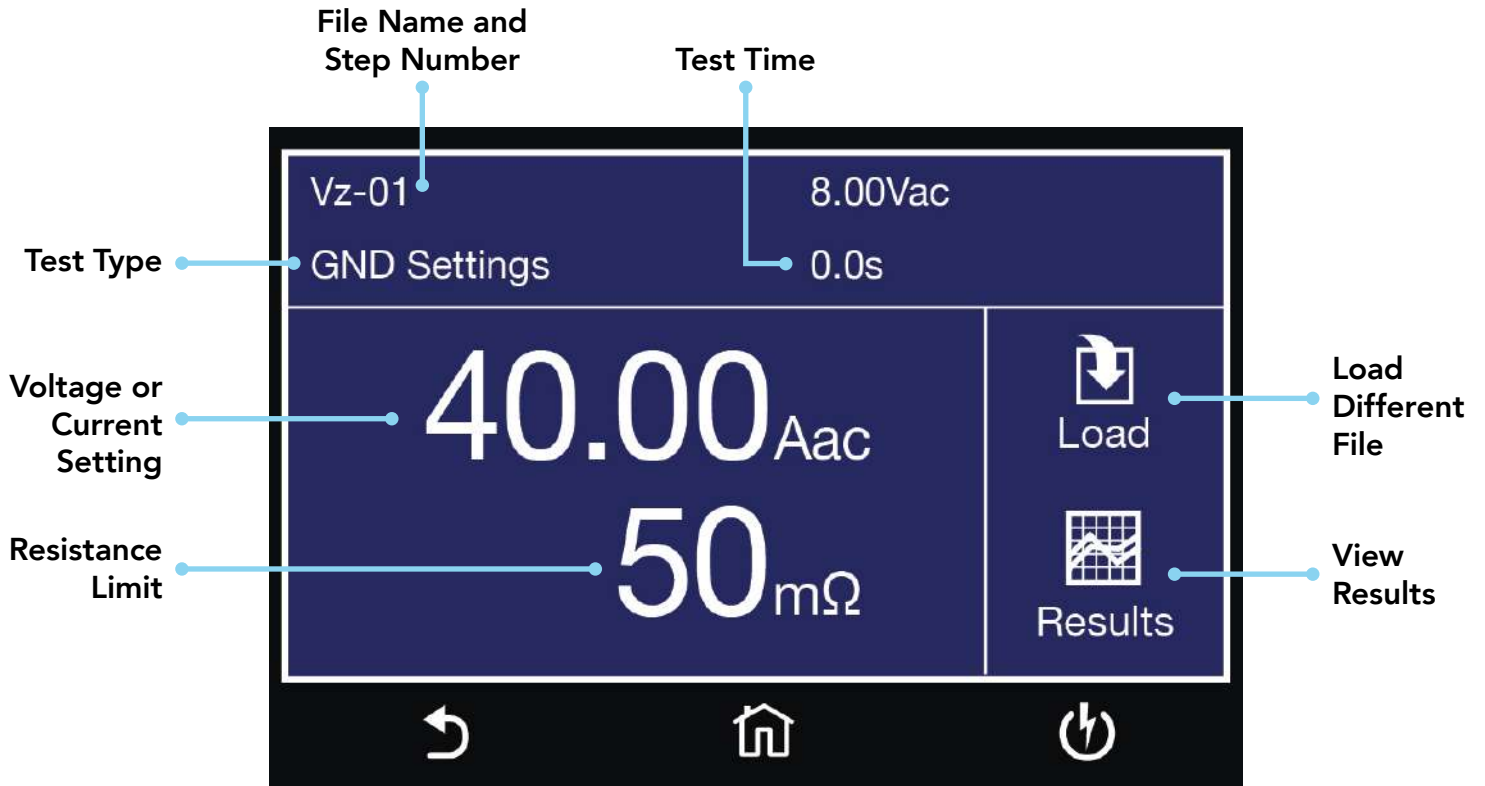 File Name and
Step Number
Test Time
Vz-01
8.00Vac
Test Type
GND Settings
0.0s
Voltage or
Current
Setting
40.00Aac
Load
Load
Different
File
Resistance
Limit
50mΩ
Results
View
Results